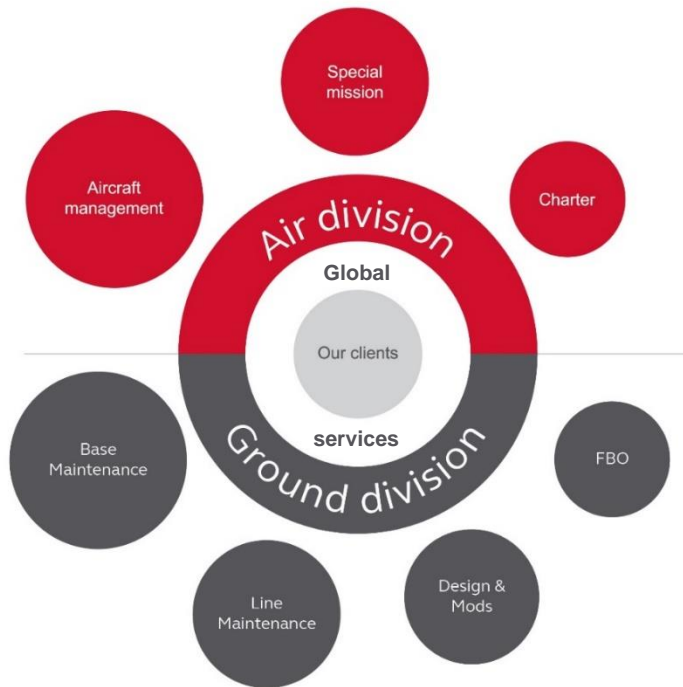 Special
mission
Aircraft
management
Charter
Air division
Global
Our clients
services
Ground division
Base
Maintenance
FBO
Line
Maintenance
Design &
Mods